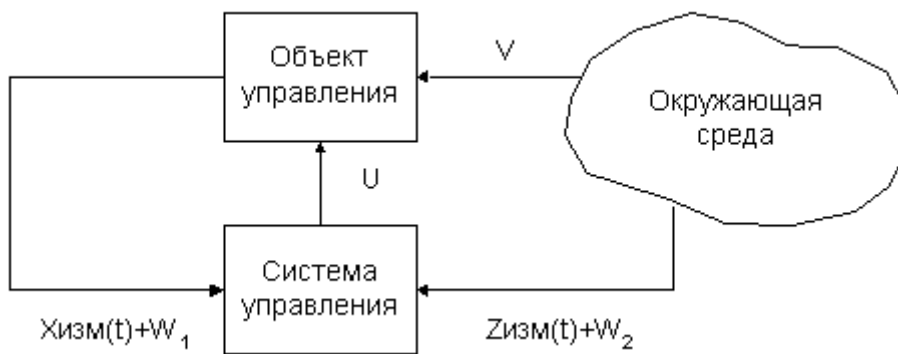 Объект
управления
V
Окружающая
среда
U
Система
управления
Xизм(t)+W₁
Zизм(t)+W₂